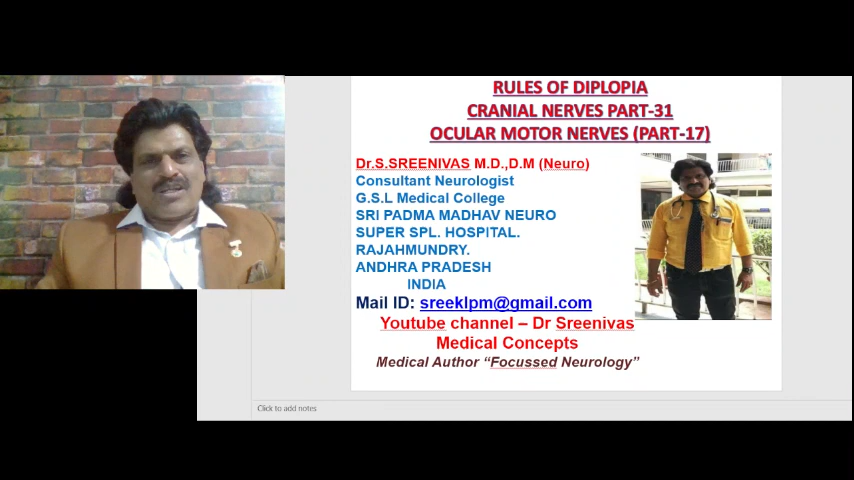 RULES OF DIPLOPIA
CRANIAL NERVES PART-31
OCULAR MOTOR NERVES (PART-17)
Dr.S.SREENIVAS M.D.,D.M (Neuro)
Consultant Neurologist
G.S.L Medical College
SRI PADMA MADHAV NEURO
SUPER SPL. HOSPITAL.
RAJAHMUNDRY.
ANDHRA PRADESH
INDIA
Mail ID: sreeklpm@gmail.com
Youtube channel – Dr Sreenivas
Medical Concepts
Medical Author “Focussed Neurology”
Click to add notes